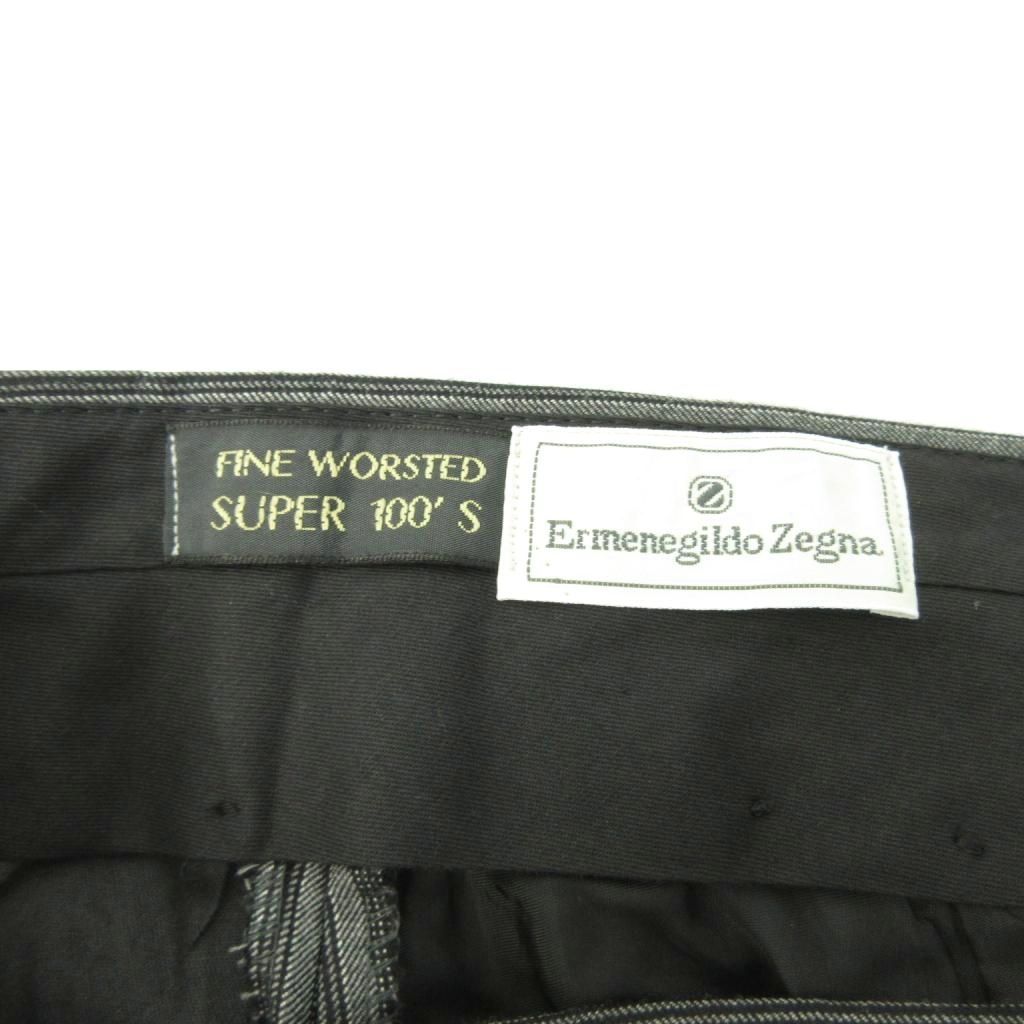 FINE WORSTED
SUPER 100' S
Ermenegildo Zegna